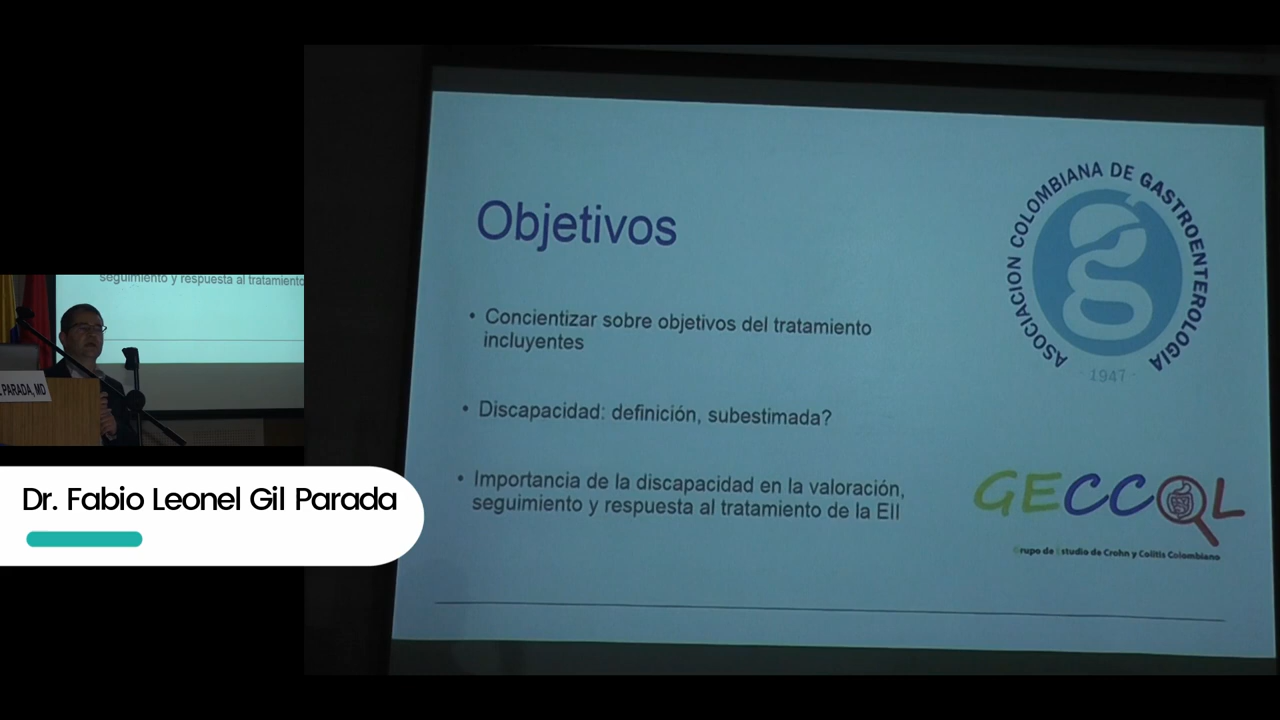 Objetivos
• Concientizar sobre objetivos del tratamiento
incluyentes
• Discapacidad: definición, subestimada?
• Importancia de la discapacidad en la valoración,
seguimiento y respuesta al tratamiento de la EII
ASOCIACION COLOMBIANA DE GASTROENTEROLOGIA
- 1947 -
GECCOL
Grupo de Estudio de Crohn y Colitis Colombiano
seguimiento y respuesta al tratamiento
PARADA, MD
Dr. Fabio Leonel Gil Parada